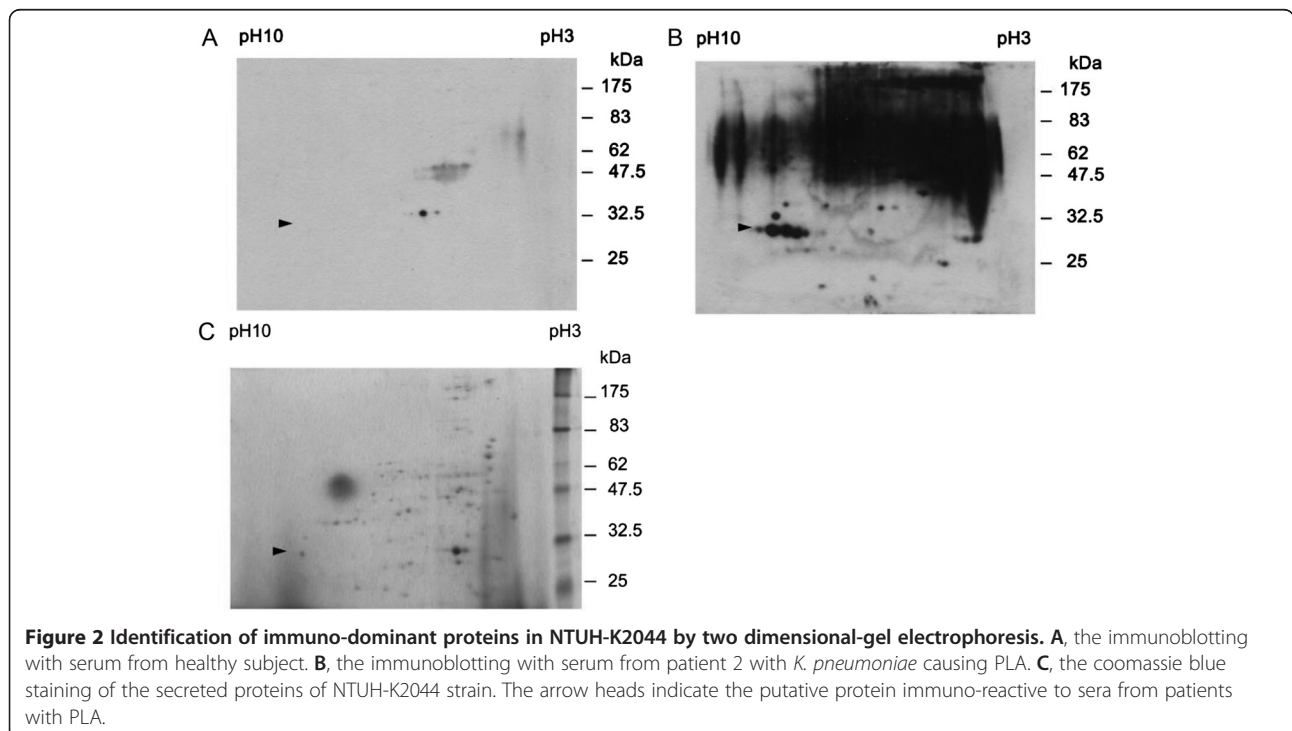 A pH10 pH3
kDa
175
83
62
47.5
32.5
25
B pH10 pH3
kDa
175
83
62
47.5
32.5
25
C pH10 pH3
kDa
175
83
62
47.5
32.5
25
Figure 2 Identification of immuno-dominant proteins in NTUH-K2044 by two dimensional-gel electrophoresis. A, the immunoblotting
with serum from healthy subject. B, the immunoblotting with serum from patient 2 with K. pneumoniae causing PLA. C, the coomassie blue
staining of the secreted proteins of NTUH-K2044 strain. The arrow heads indicate the putative protein immuno-reactive to sera from patients
with PLA.